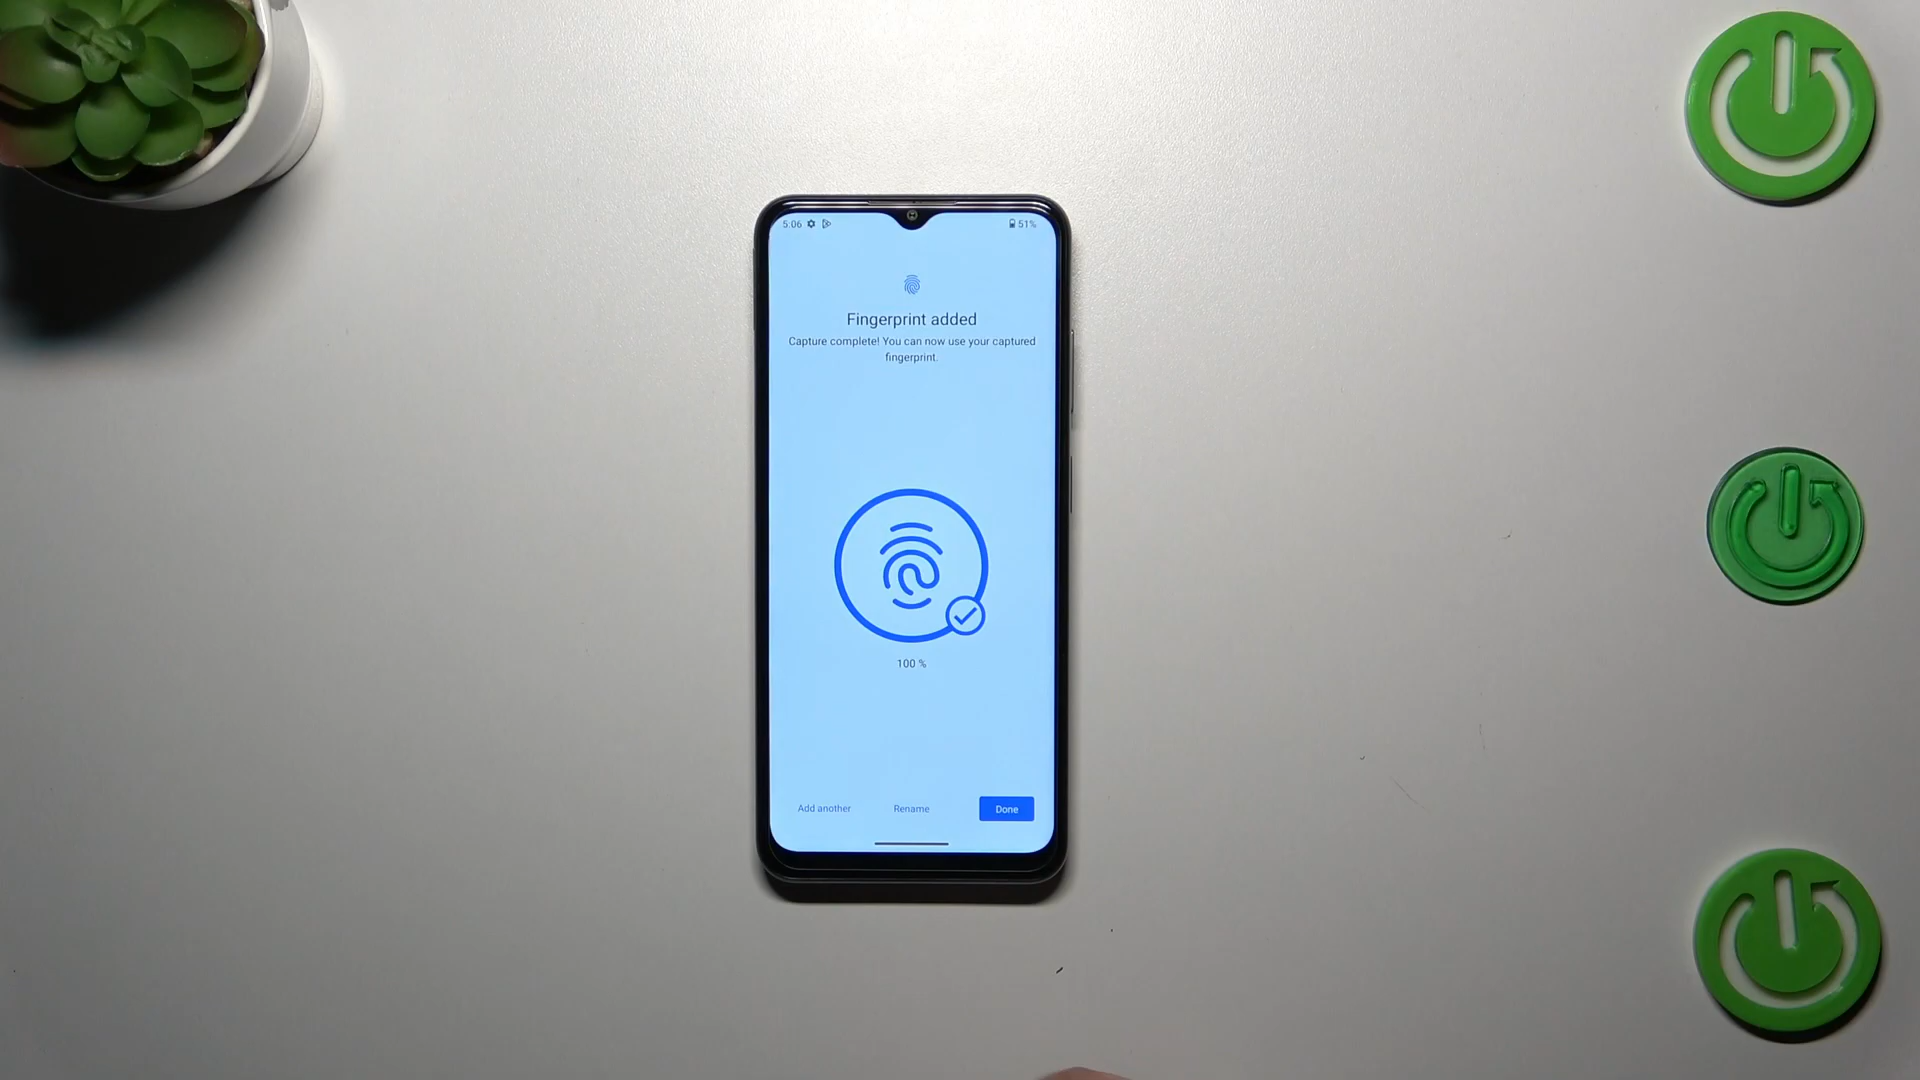 5:06 51%
Fingerprint added
Capture complete! You can now use your captured
fingerprint.
100 %
Add another Rename Done